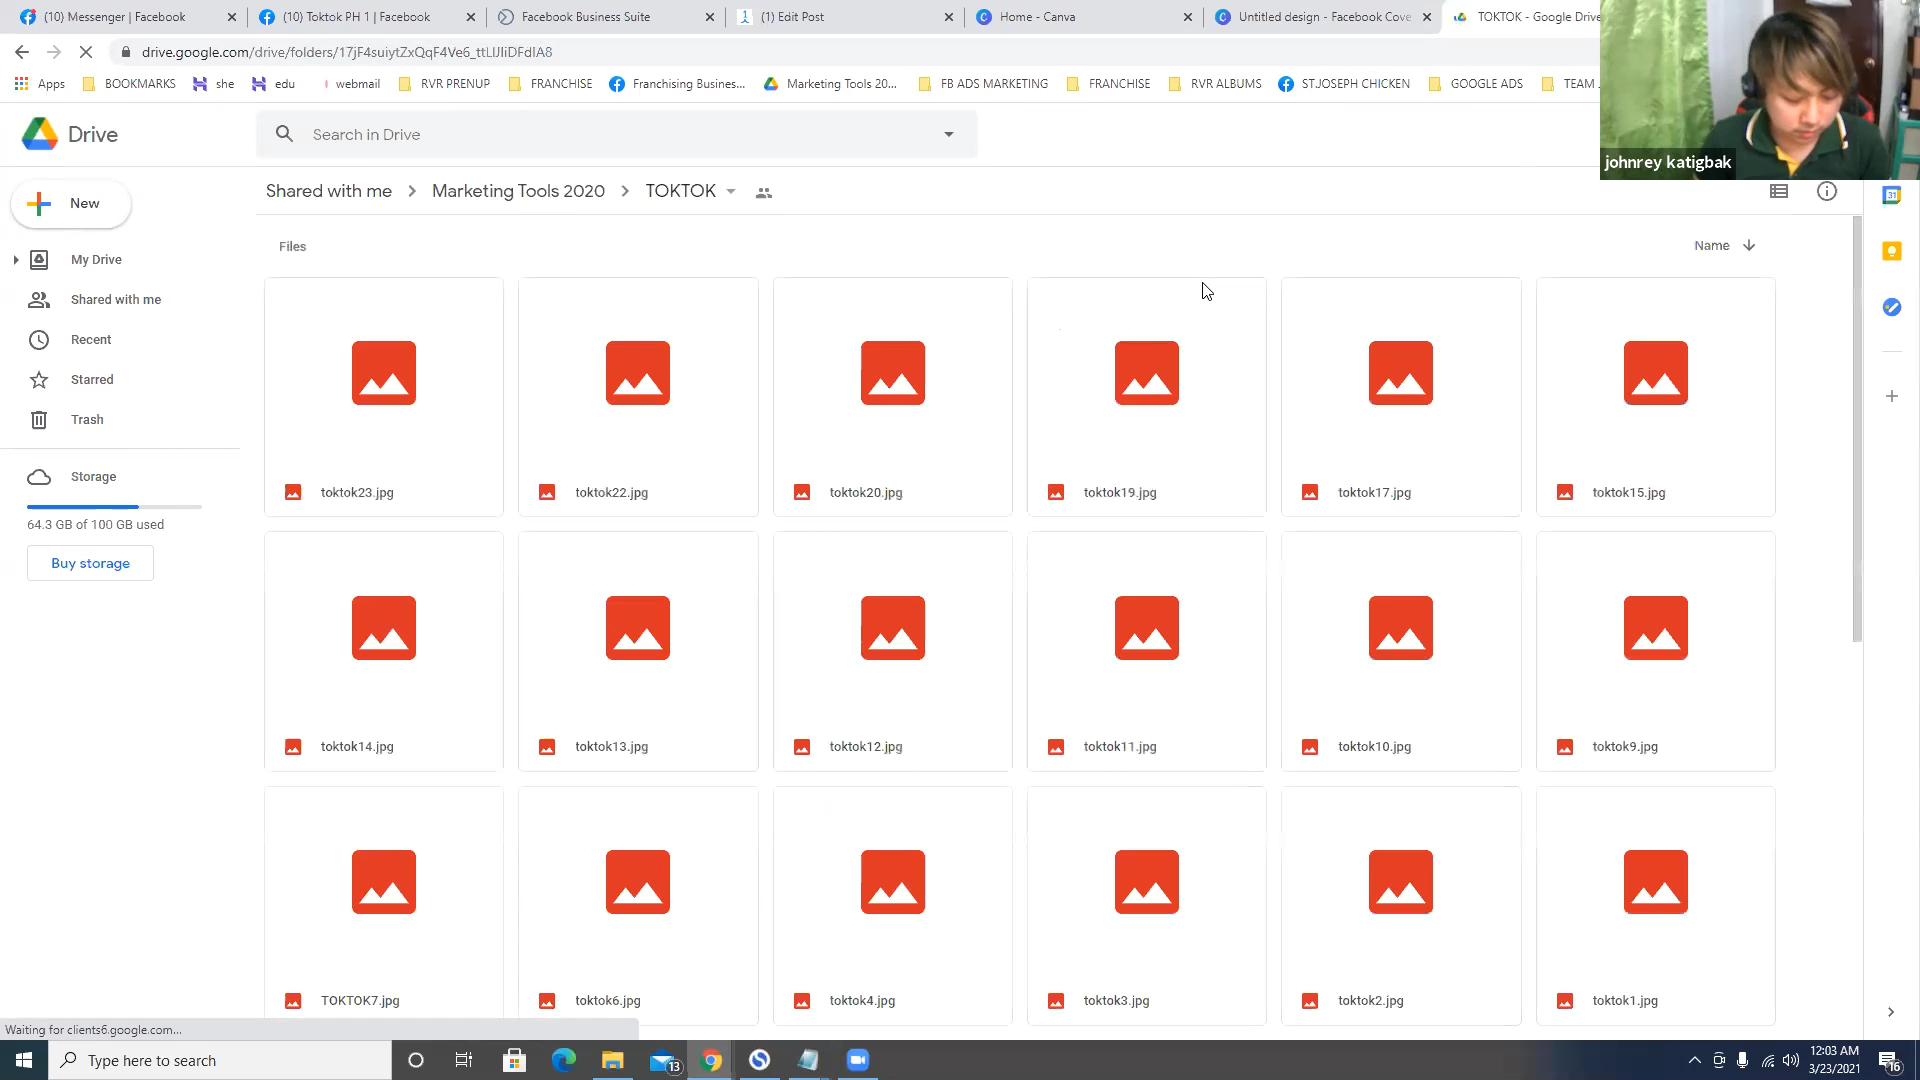 (10) Messenger | Facebook
(10) Toktok PH 1 | Facebook
Facebook Business Suite
(1) Edit Post
Home - Canva
Untitled design - Facebook Cove
TOKTOK - Google Drive
drive.google.com/drive/folders/17jF4suiytZxQqF4Ve6_ttLIJIiDFdIA8
Apps
BOOKMARKS
she
edu
webmail
RVR PRENUP
FRANCHISE
Franchising Busines...
Marketing Tools 20...
FB ADS MARKETING
FRANCHISE
RVR ALBUMS
ST.JOSEPH CHICKEN
GOOGLE ADS
TEAM
johnrey katigbak
Drive
Search in Drive
Shared with me
Marketing Tools 2020
TOKTOK
New
My Drive
Shared with me
Recent
Starred
Trash
Storage
64.3 GB of 100 GB used
Buy storage
Files
Name
31
toktok23.jpg
toktok22.jpg
toktok20.jpg
toktok19.jpg
toktok17.jpg
toktok15.jpg
toktok14.jpg
toktok13.jpg
toktok12.jpg
toktok11.jpg
toktok10.jpg
toktok9.jpg
TOKTOK7.jpg
toktok6.jpg
toktok4.jpg
toktok3.jpg
toktok2.jpg
toktok1.jpg
Waiting for clients6.google.com...
Type here to search
13
12:03 AM
3/23/2021
16